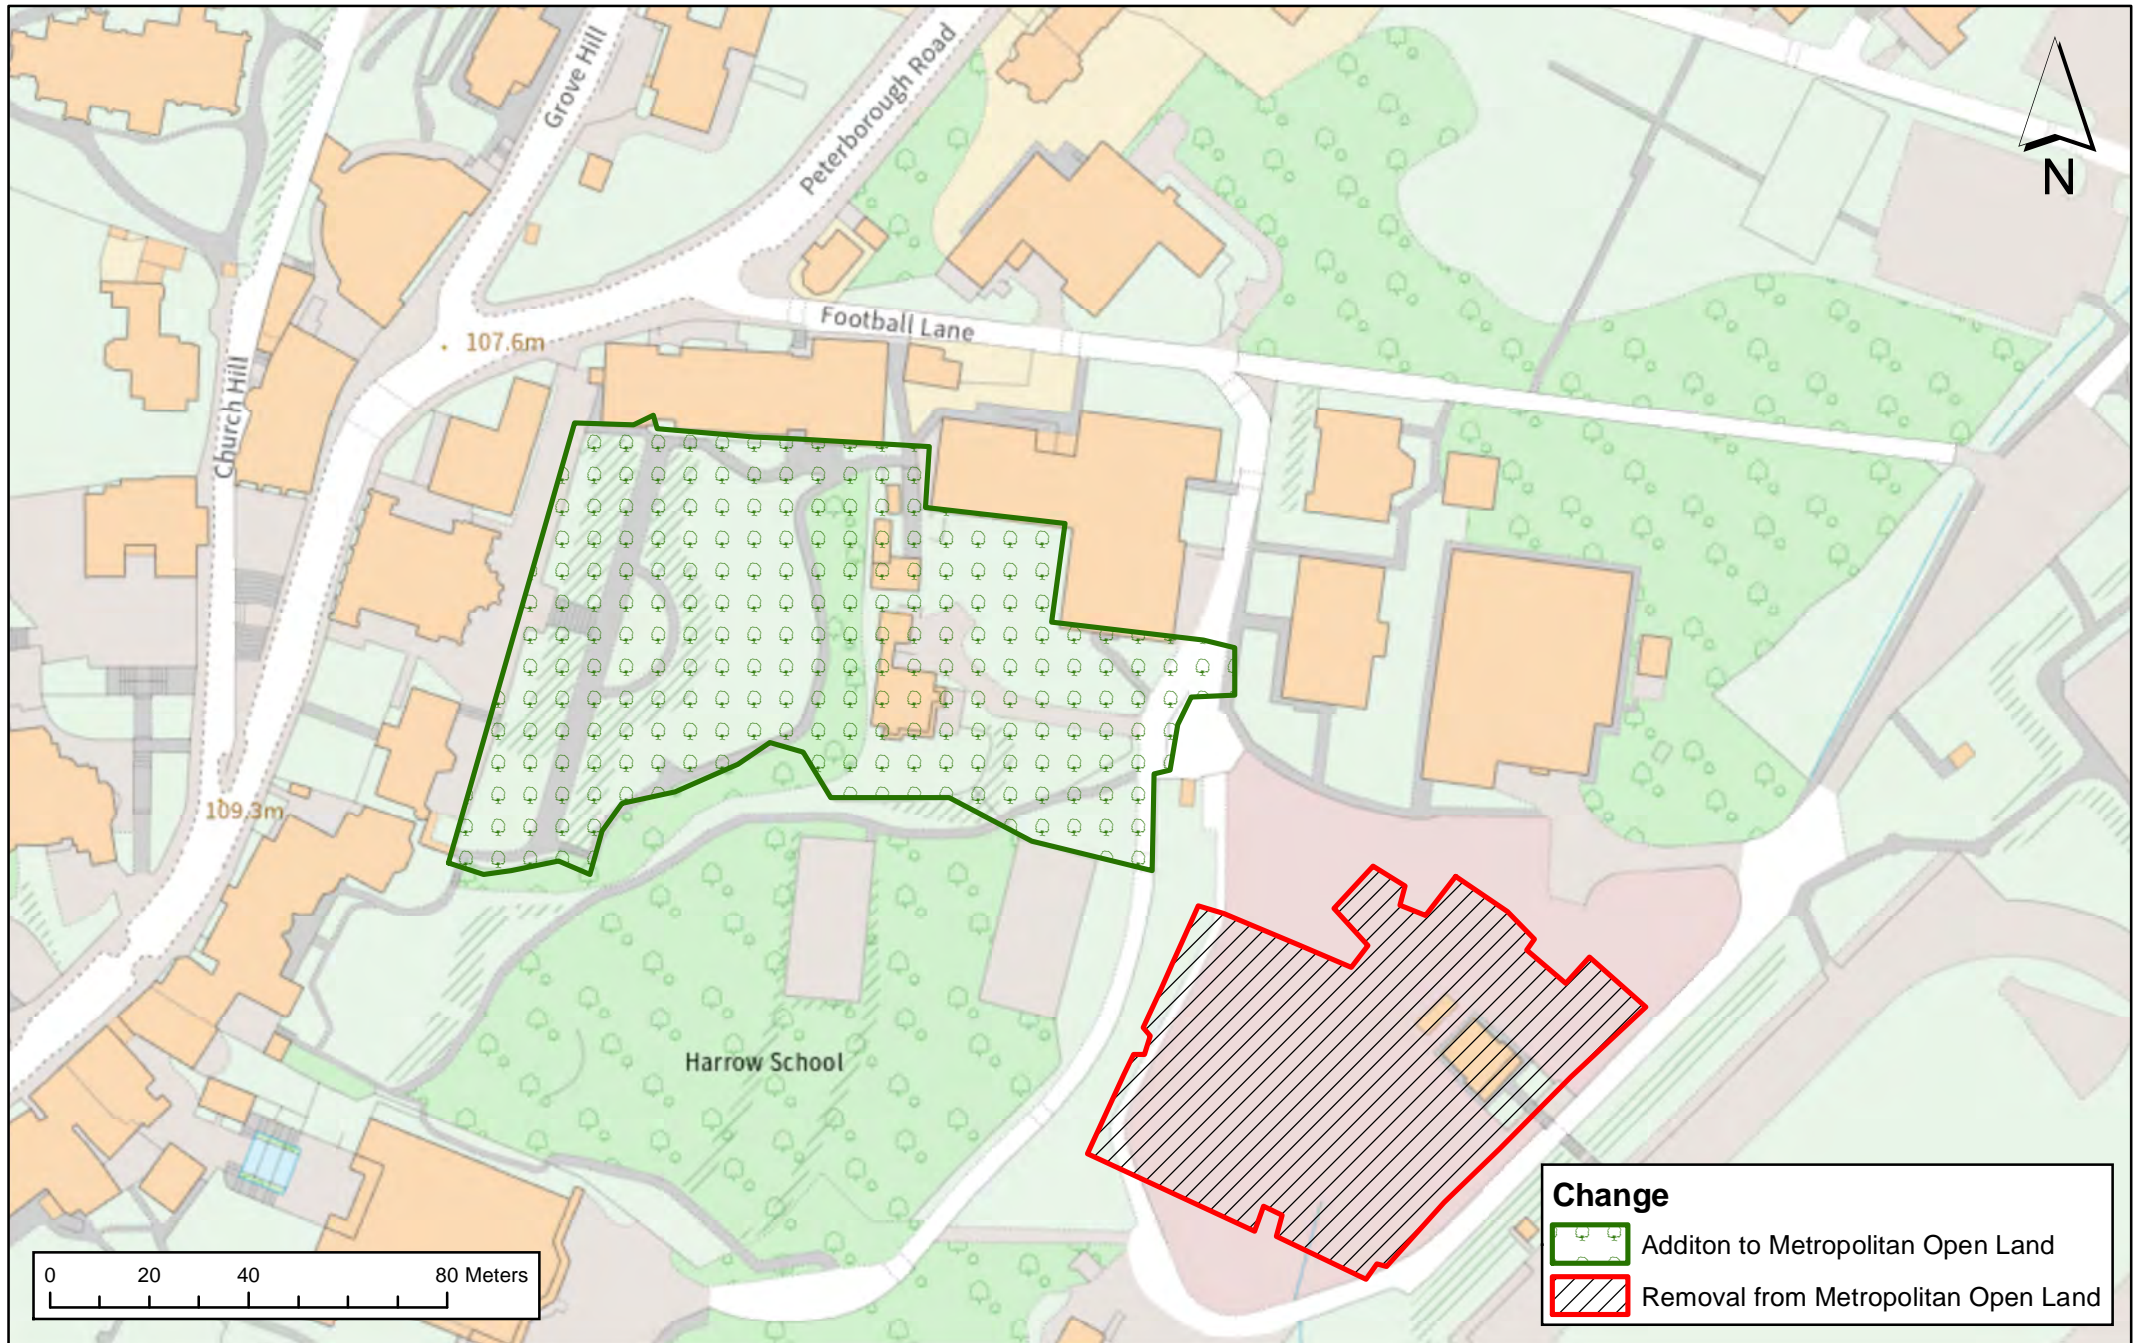 Grove Hill
Peterborough Road
N
Football Lane
107.6m
Church Hill
109.3m
Harrow School
Change
Additon to Metropolitan Open Land
Removal from Metropolitan Open Land
0 20 40 80 Meters